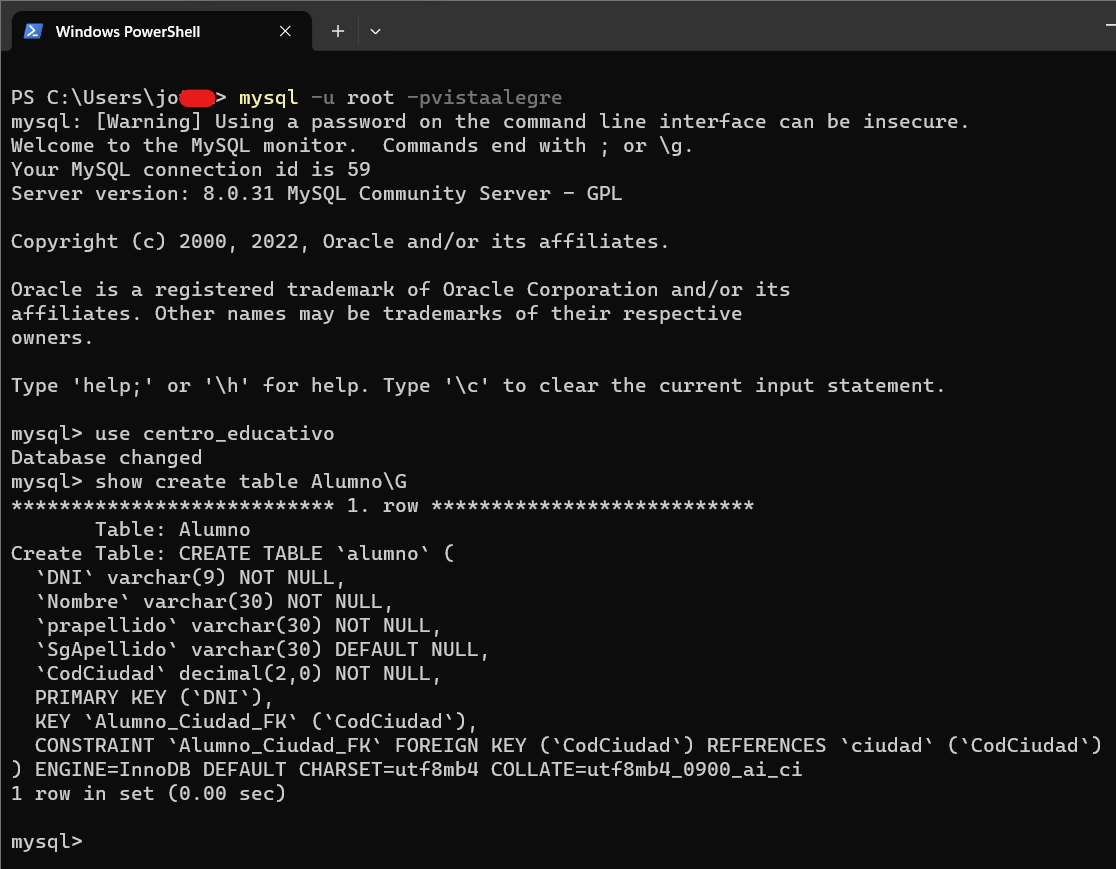 Windows PowerShell
PS C:\Users\jo > mysql -u root -pvistaalegre
mysql: [Warning] Using a password on the command line interface can be insecure.
Welcome to the MySQL monitor.  Commands end with ; or \g.
Your MySQL connection id is 59
Server version: 8.0.31 MySQL Community Server - GPL

Copyright (c) 2000, 2022, Oracle and/or its affiliates.

Oracle is a registered trademark of Oracle Corporation and/or its
affiliates. Other names may be trademarks of their respective
owners.

Type 'help;' or '\h' for help. Type '\c' to clear the current input statement.

mysql> use centro_educativo
Database changed
mysql> show create table Alumno\G
*************************** 1. row ***************************
       Table: Alumno
Create Table: CREATE TABLE `alumno` (
  `DNI` varchar(9) NOT NULL,
  `Nombre` varchar(30) NOT NULL,
  `prapellido` varchar(30) NOT NULL,
  `SgApellido` varchar(30) DEFAULT NULL,
  `CodCiudad` decimal(2,0) NOT NULL,
  PRIMARY KEY (`DNI`),
  KEY `Alumno_Ciudad_FK` (`CodCiudad`),
  CONSTRAINT `Alumno_Ciudad_FK` FOREIGN KEY (`CodCiudad`) REFERENCES `ciudad` (`CodCiudad`)
) ENGINE=InnoDB DEFAULT CHARSET=utf8mb4 COLLATE=utf8mb4_0900_ai_ci
1 row in set (0.00 sec)

mysql>